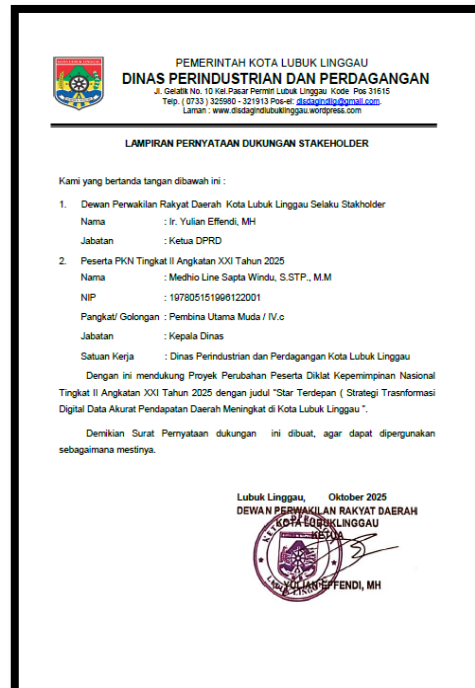 PEMERINTAH KOTA LUBUK LINGGAU
DINAS PERINDUSTRIAN DAN PERDAGANGAN
Jl. Gelatik No. 10 Kel.Pasar Permiri Lubuk Linggau Kode Pos 31615
Telp. ( 0733 ) 325980 - 321913 Pos-el: disdagindllg@gmail.com.
Laman : www.disdagindlubuklinggau.wordpress.com
LAMPIRAN PERNYATAAN DUKUNGAN STAKEHOLDER
Kami yang bertanda tangan dibawah ini :
1. Dewan Perwakilan Rakyat Daerah Kota Lubuk Linggau Selaku Stakholder
Nama : Ir. Yulian Effendi, MH
Jabatan : Ketua DPRD
2. Peserta PKN Tingkat II Angkatan XXI Tahun 2025
Nama : Medhio Line Sapta Windu, S.STP., M.M
NIP : 197805151996122001
Pangkat/ Golongan : Pembina Utama Muda / IV.c
Jabatan : Kepala Dinas
Satuan Kerja : Dinas Perindustrian dan Perdagangan Kota Lubuk Linggau
Dengan ini mendukung Proyek Perubahan Peserta Diklat Kepemimpinan Nasional
Tingkat II Angkatan XXI Tahun 2025 dengan judul "Star Terdepan ( Strategi Trasnformasi
Digital Data Akurat Pendapatan Daerah Meningkat di Kota Lubuk Linggau ".
Demikian Surat Pernyataan dukungan ini dibuat, agar dapat dipergunakan
sebagaimana mestinya.
Lubuk Linggau, Oktober 2025
DEWAN PERWAKILAN RAKYAT DAERAH
KOTA LUBUKLINGGAU
KETUA
YULIAN EFFENDI, MH